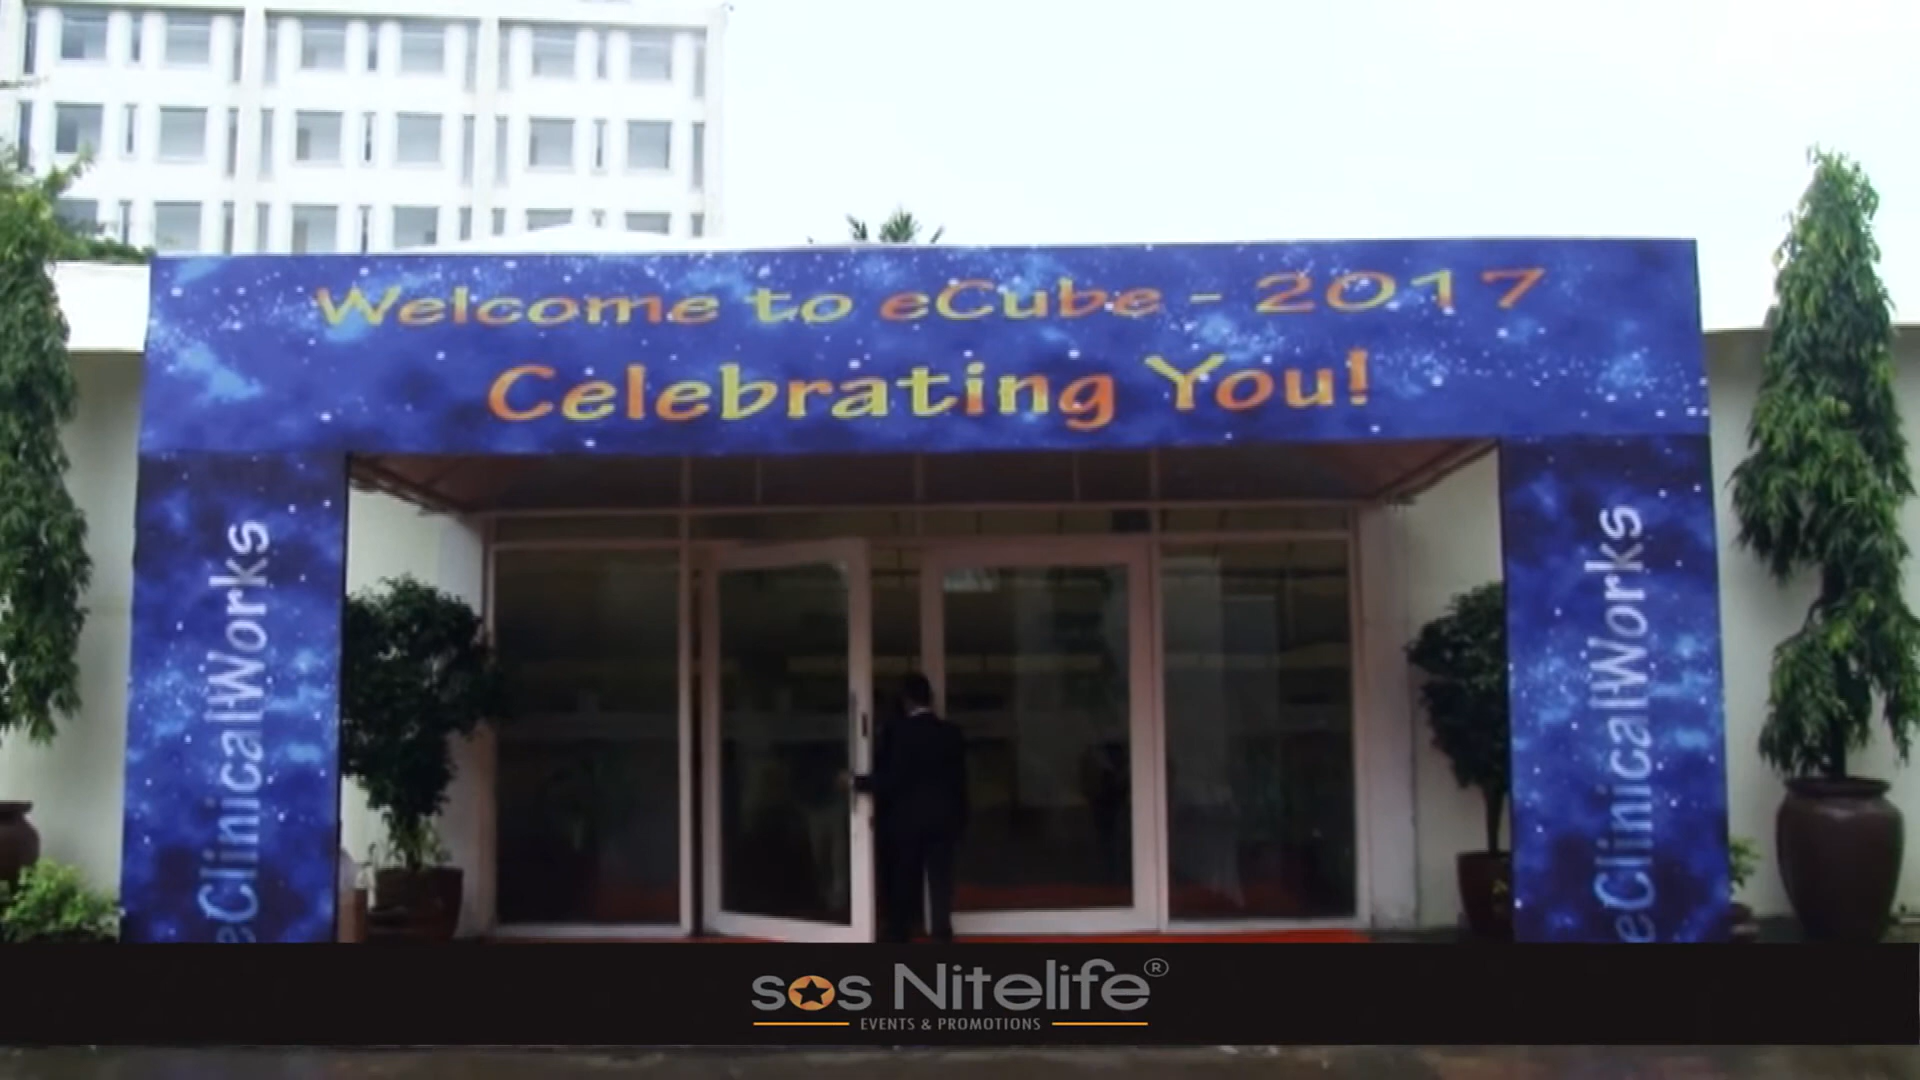 Welcome to eCube - 2017
Celebrating You!
eClinicalWorks
eClinicalWorks
sos Nitelife®
EVENTS & PROMOTIONS